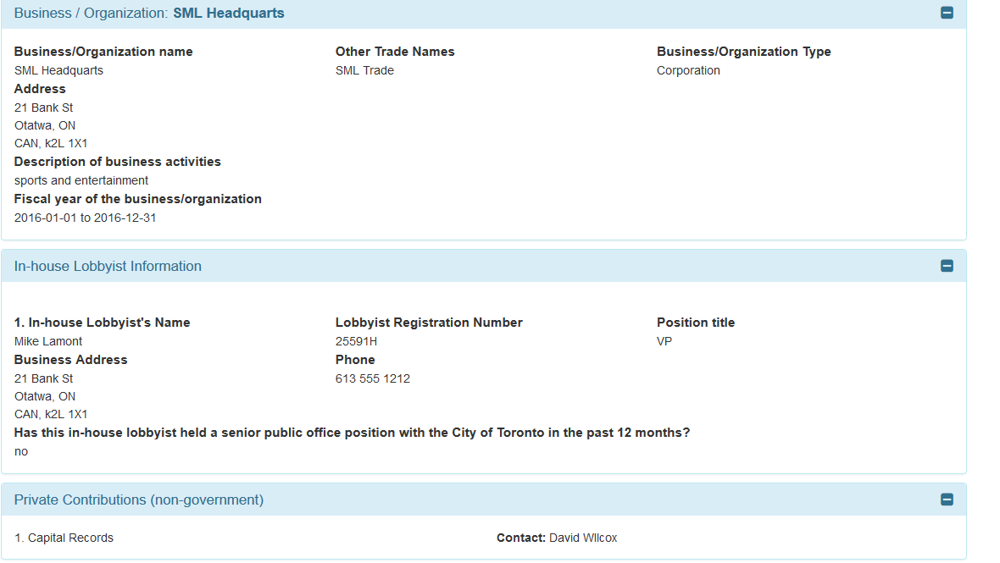 Business / Organization: SML Headquarts
Business/Organization name Other Trade Names Business/Organization Type
SML Headquarts SML Trade Corporation
Address
21 Bank St
Otatwa, ON
CAN, k2L 1X1
Description of business activities
sports and entertainment
Fiscal year of the business/organization
2016-01-01 to 2016-12-31
In-house Lobbyist Information
1. In-house Lobbyist's Name Lobbyist Registration Number Position title
Mike Lamont 25591H VP
Business Address Phone
21 Bank St 613 555 1212
Otatwa, ON
CAN, k2L 1X1
Has this in-house lobbyist held a senior public office position with the City of Toronto in the past 12 months?
no
Private Contributions (non-government)
1. Capital Records Contact: David WIlcox